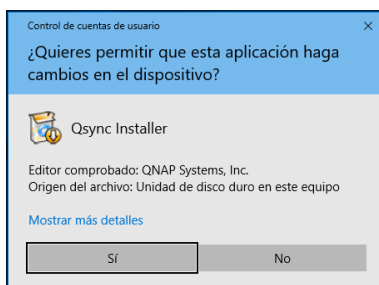 Control de cuentas de usuario
¿Quieres permitir que esta aplicación haga
cambios en el dispositivo?
Qsync Installer
Editor comprobado: QNAP Systems, Inc.
Origen del archivo: Unidad de disco duro en este equipo
Mostrar más detalles
Sí
No